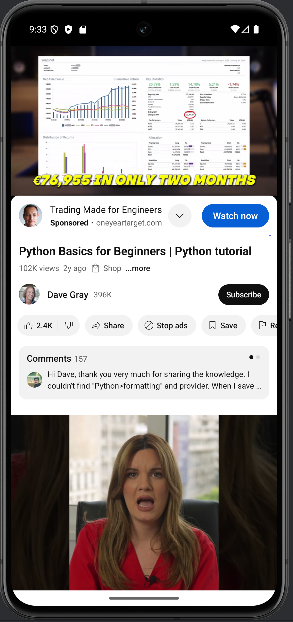 9:33
€76,955 IN ONLY TWO MONTHS
Trading Made for Engineers
Sponsored · oneyeartarget.com
Watch now
Python Basics for Beginners | Python tutorial
102K views 2y ago Shop ...more
Dave Gray 396K
Subscribe
2.4K
Share
Stop ads
Save
Re
Comments 157
Hi Dave, thank you very much for sharing the knowledge. I
couldn't find "Python>formatting" and provider. When I save ...